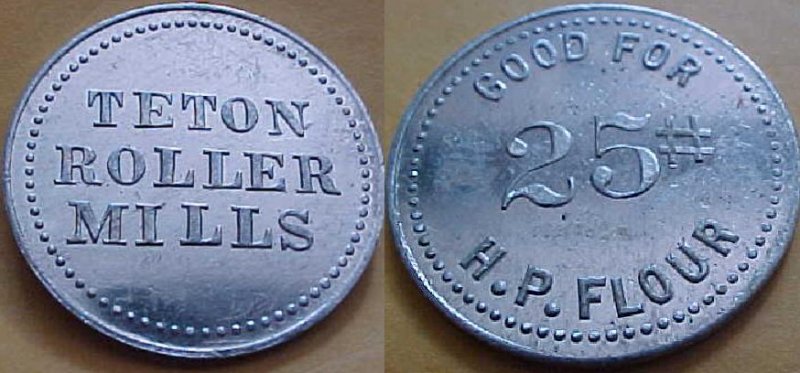 TETON
ROLLER
MILLS
GOOD FOR
25#
H.P. FLOUR